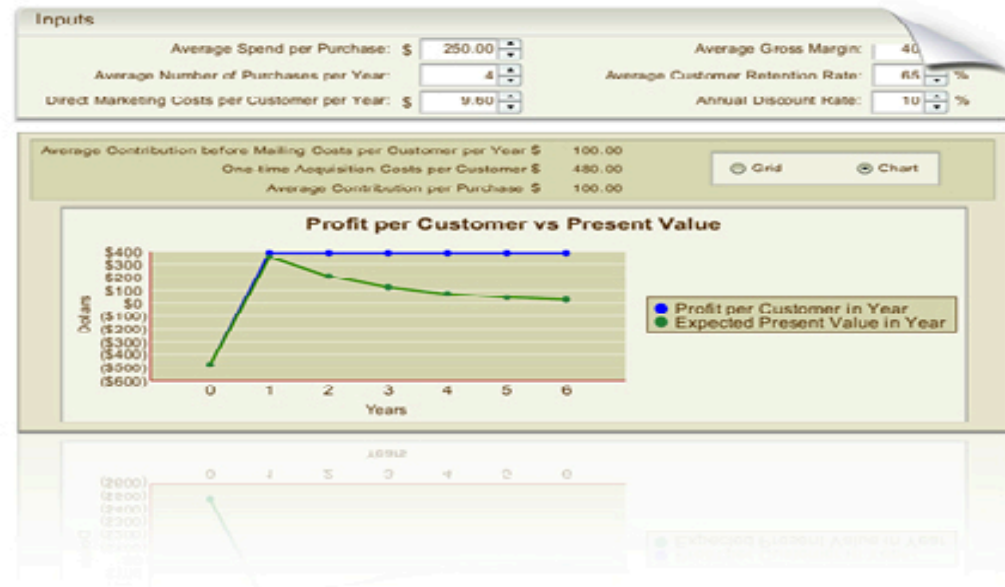 Inputs
Average Spend per Purchase: $ 250.00
Average Gross Margin: 40
Average Number of Purchases per Year: 4
Average Customer Retention Rate: 65 %
Direct Marketing Costs per Customer per Year: $ 9.60
Annual Discount Rate: 10 %
Average Contribution before Mailing Costs per Customer per Year $ 100.00
One-time Acquisition Costs per Customer $ 480.00
Average Contribution per Purchase $ 100.00
Grid
Chart
Profit per Customer vs Present Value
$400
$300
$200
$100
$0
($100)
($200)
($300)
($400)
($500)
($600)
Dollars
0 1 2 3 4 5 6
Years
Profit per Customer in Year
Expected Present Value in Year